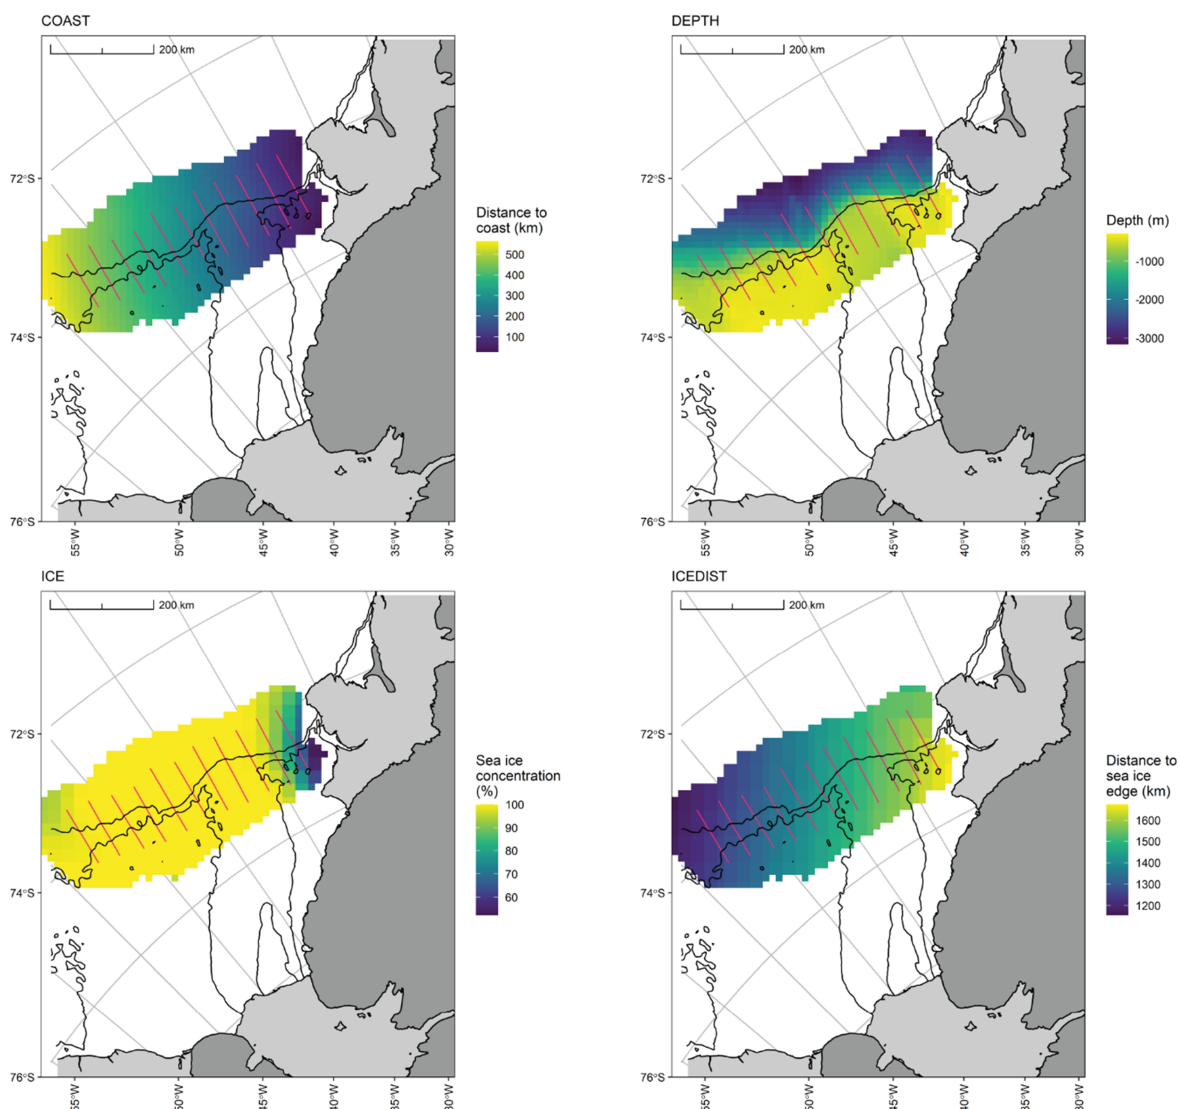 COAST
200 km
72°S
74°S
76°S
55°W
50°W
45°W
40°W
35°W
30°W
Distance to
coast (km)
500
400
300
200
100
DEPTH
200 km
72°S
74°S
76°S
55°W
50°W
45°W
40°W
35°W
30°W
Depth (m)
-1000
-2000
-3000
ICE
200 km
72°S
74°S
76°S
55°W
50°W
45°W
40°W
35°W
30°W
Sea ice
concentration
(%)
100
90
80
70
60
ICEDIST
200 km
72°S
74°S
76°S
55°W
50°W
45°W
40°W
35°W
30°W
Distance to
sea ice
edge (km)
1600
1500
1400
1300
1200